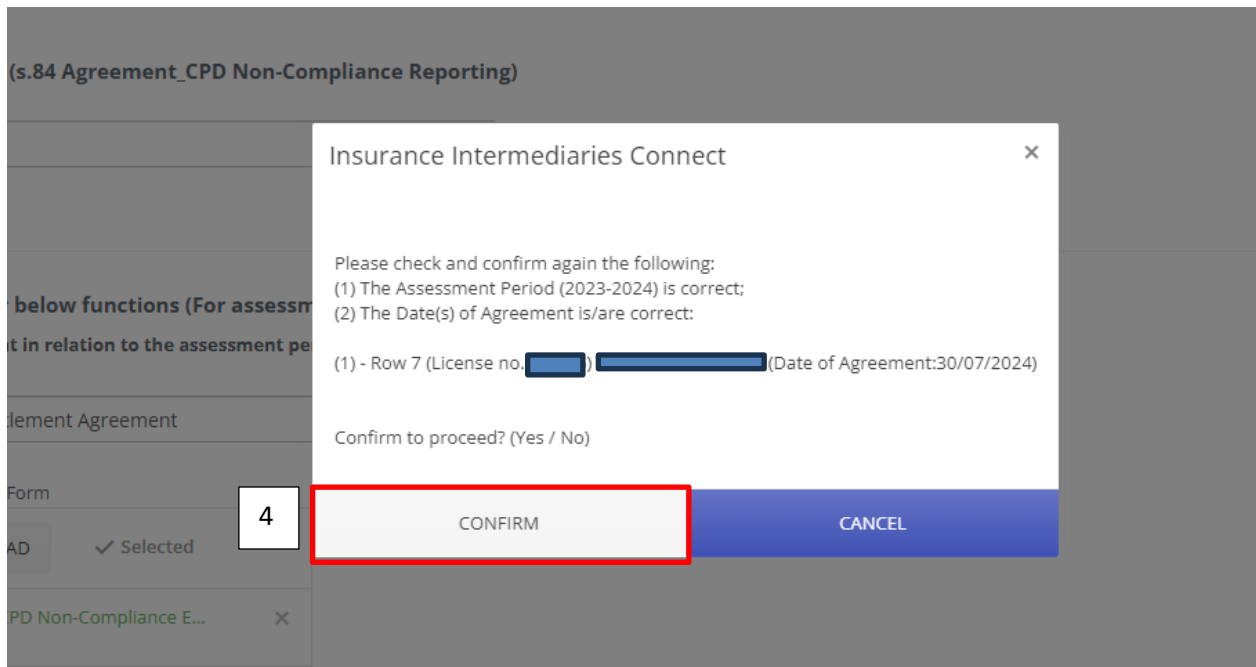 (s.84 Agreement_CPD Non-Compliance Reporting)
Insurance Intermediaries Connect ×
Please check and confirm again the following:
(1) The Assessment Period (2023-2024) is correct;
(2) The Date(s) of Agreement is/are correct:
below functions (For assessm
t in relation to the assessment pe
(1) - Row 7 (License no. ) (Date of Agreement:30/07/2024)
tlement Agreement
Confirm to proceed? (Yes / No)
Form
4
CONFIRM
CANCEL
AD ✓ Selected
CPD Non-Compliance E... ×